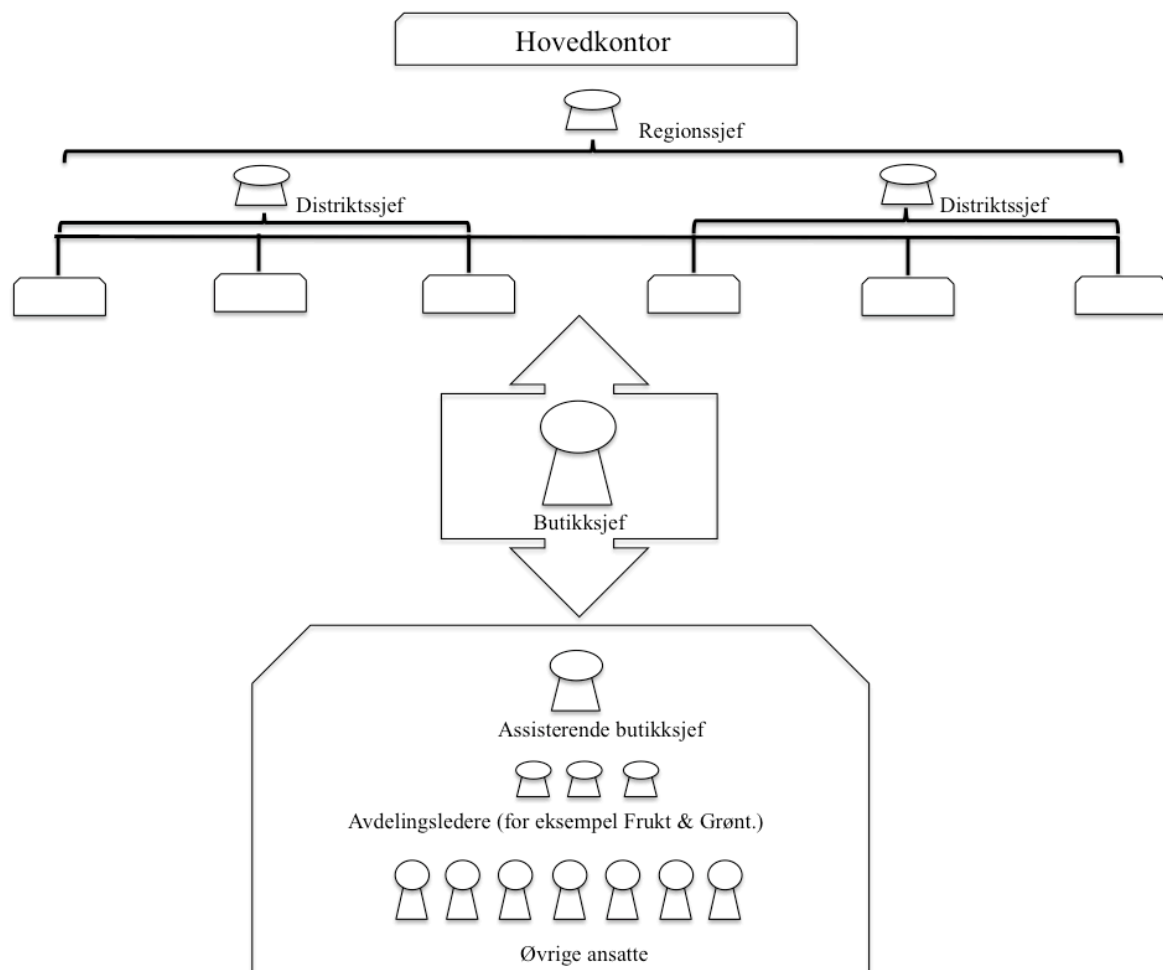 Hovedkontor
Regionssjef
Distriktssjef
Distriktssjef
Butikksjef
Assisterende butikksjef
Avdelingsledere (for eksempel Frukt & Grønt.)
Øvrige ansatte